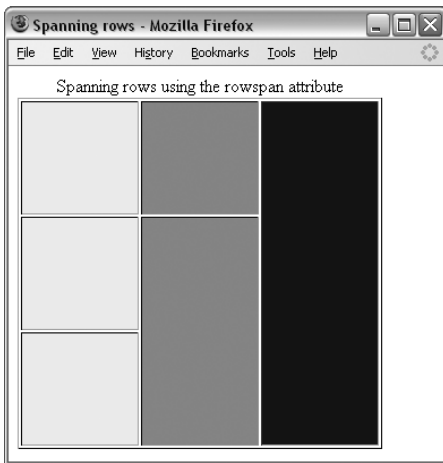 Spanning rows - Mozilla Firefox
File Edit View History Bookmarks Tools Help
Spanning rows using the rowspan attribute